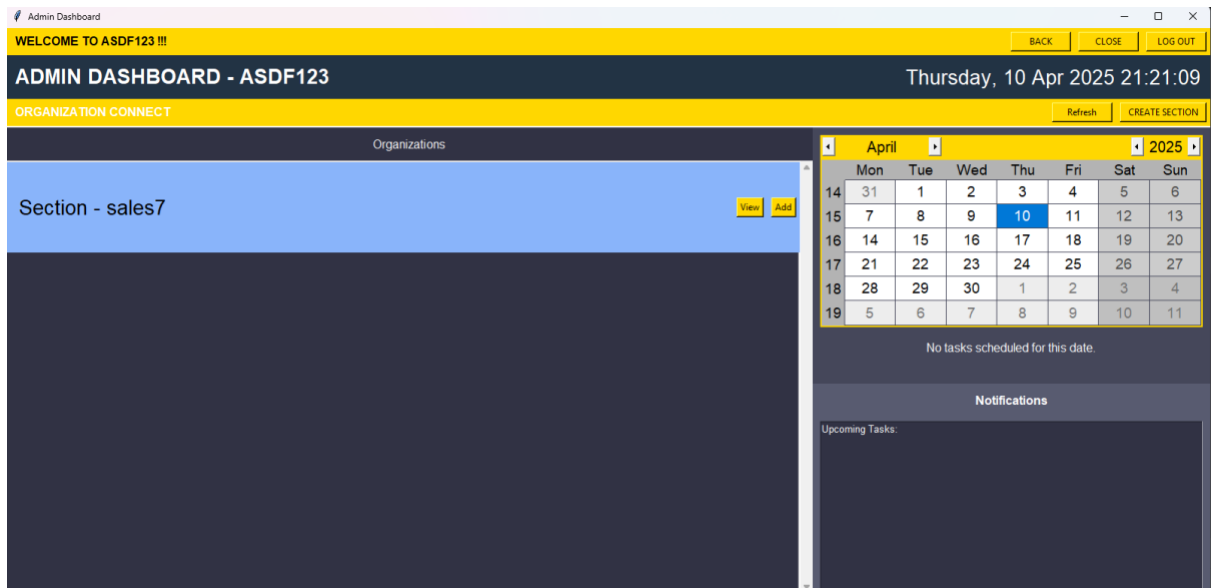 Admin Dashboard
WELCOME TO ASDF123 !!!
BACK CLOSE LOG OUT
ADMIN DASHBOARD - ASDF123
Thursday, 10 Apr 2025 21:21:09
ORGANIZATION CONNECT
Refresh CREATE SECTION
Organizations
Section - sales7
View Add
April 2025
Mon Tue Wed Thu Fri Sat Sun
14 31 1 2 3 4 5 6
15 7 8 9 10 11 12 13
16 14 15 16 17 18 19 20
17 21 22 23 24 25 26 27
18 28 29 30 1 2 3 4
19 5 6 7 8 9 10 11
No tasks scheduled for this date.
Notifications
Upcoming Tasks: